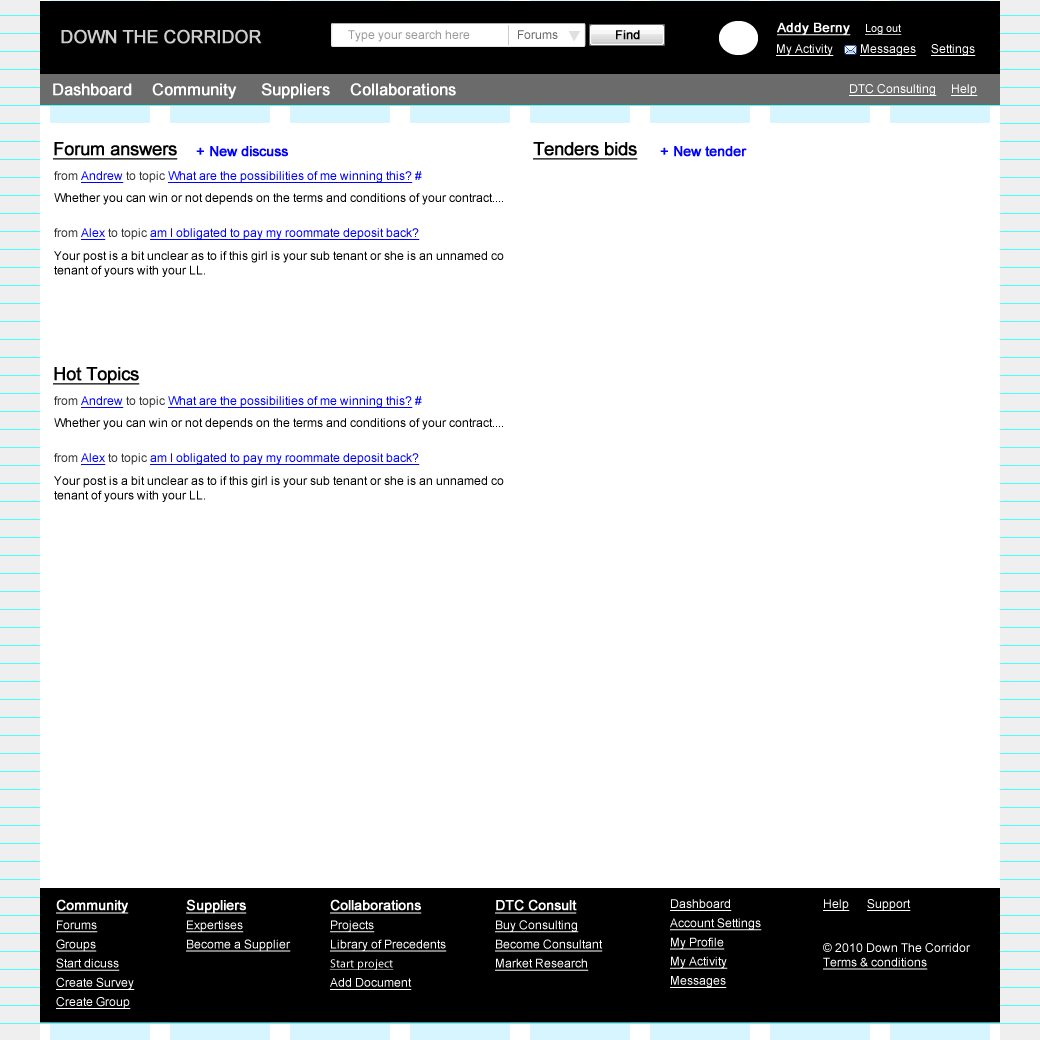 DOWN THE CORRIDOR
Type your search here Forums Find
Addy Berny Log out
My Activity Messages Settings
Dashboard Community Suppliers Collaborations DTC Consulting Help
Forum answers + New discuss
from Andrew to topic What are the possibilities of me winning this? #
Whether you can win or not depends on the terms and conditions of your contract....
from Alex to topic am I obligated to pay my roommate deposit back?
Your post is a bit unclear as to if this girl is your sub tenant or she is an unnamed co
tenant of yours with your LL.
Tenders bids + New tender
Hot Topics
from Andrew to topic What are the possibilities of me winning this? #
Whether you can win or not depends on the terms and conditions of your contract....
from Alex to topic am I obligated to pay my roommate deposit back?
Your post is a bit unclear as to if this girl is your sub tenant or she is an unnamed co
tenant of yours with your LL.
Community
Forums
Groups
Start dicuss
Create Survey
Create Group
Suppliers
Expertises
Become a Supplier
Collaborations
Projects
Library of Precedents
Start project
Add Document
DTC Consult
Buy Consulting
Become Consultant
Market Research
Dashboard
Account Settings
My Profile
My Activity
Messages
Help Support
© 2010 Down The Corridor
Terms & conditions